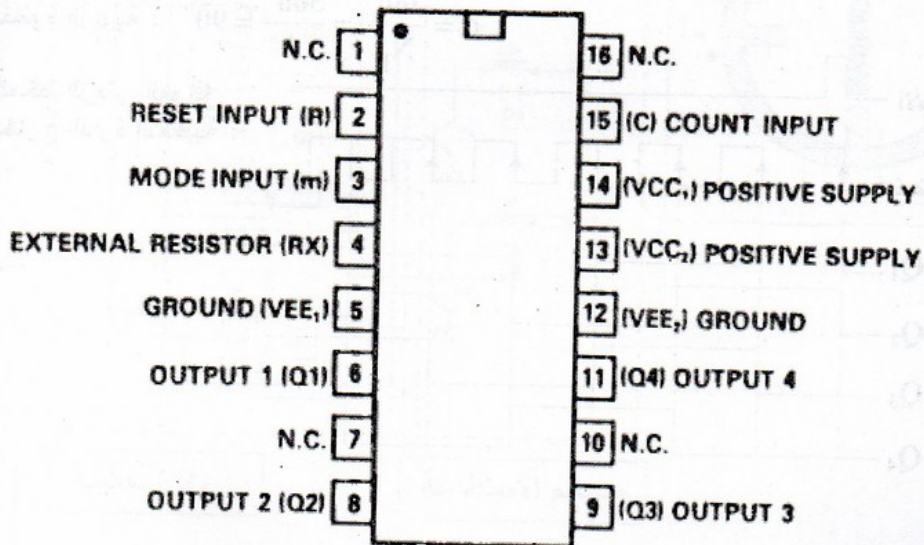 N.C. 1
RESET INPUT (R) 2
MODE INPUT (m) 3
EXTERNAL RESISTOR (RX) 4
GROUND (VEE₁) 5
OUTPUT 1 (Q1) 6
N.C. 7
OUTPUT 2 (Q2) 8
16 N.C.
15 (C) COUNT INPUT
14 (VCC₁) POSITIVE SUPPLY
13 (VCC₂) POSITIVE SUPPLY
12 (VEE₂) GROUND
11 (Q4) OUTPUT 4
10 N.C.
9 (Q3) OUTPUT 3